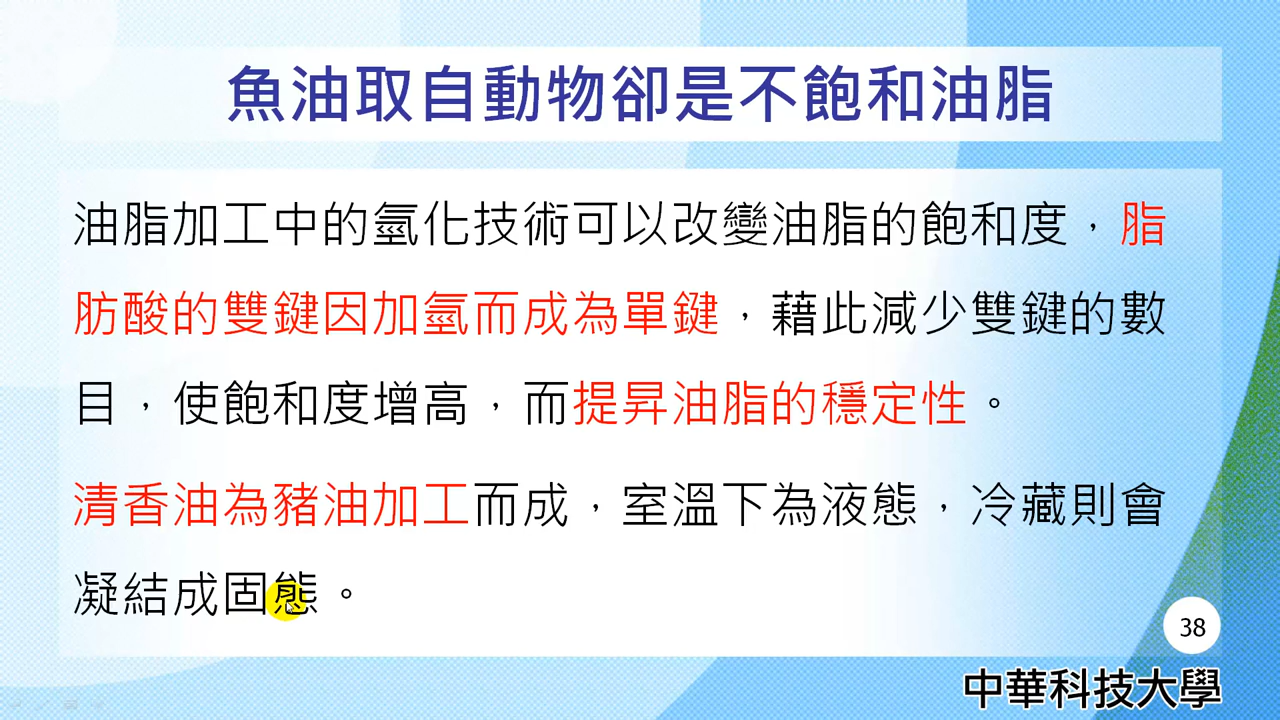 魚油取自動物卻是不飽和油脂
油脂加工中的氫化技術可以改變油脂的飽和度，脂
肪酸的雙鍵因加氫而成為單鍵，藉此減少雙鍵的數
目，使飽和度增高，而提昇油脂的穩定性。
清香油為豬油加工而成，室溫下為液態，冷藏則會
凝結成固態。
38
中華科技大學